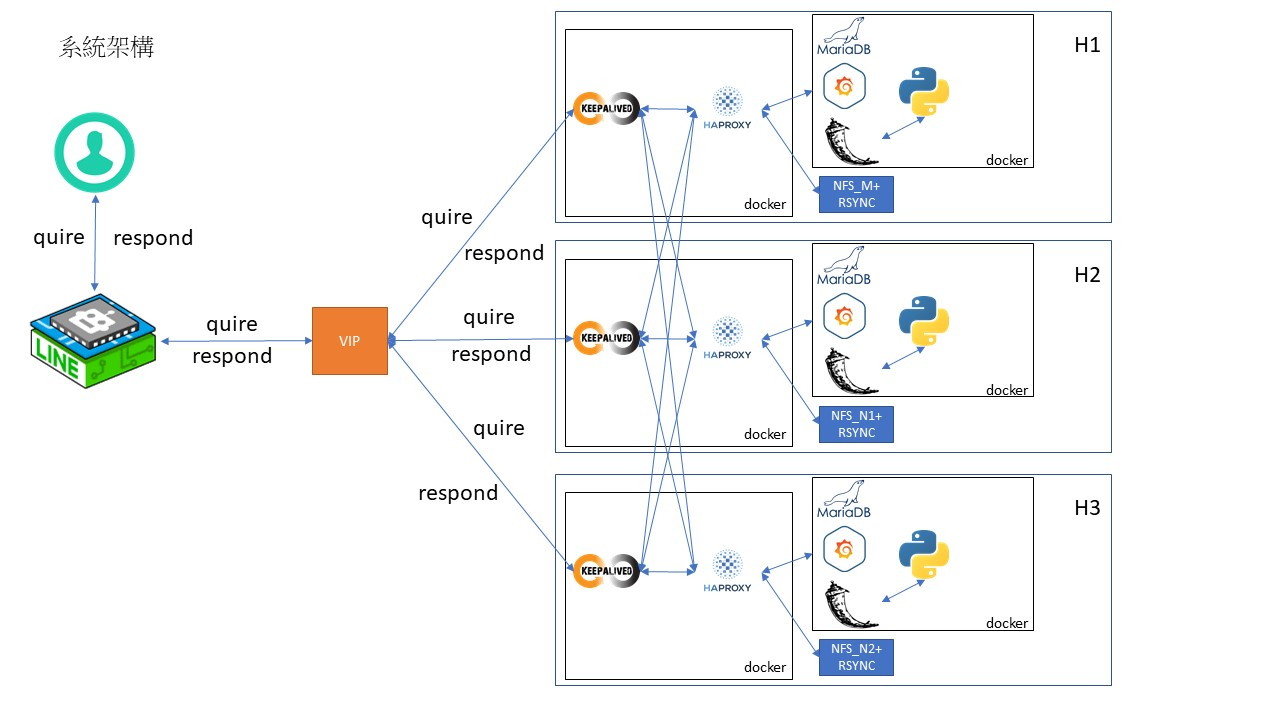 系統架構
quire
respond
LINE
quire
respond
VIP
quire
respond
quire
respond
quire
respond
H1
KEEPALIVED
HAPROXY
docker
MariaDB
docker
NFS_M+
RSYNC
H2
KEEPALIVED
HAPROXY
docker
MariaDB
docker
NFS_N1+
RSYNC
H3
KEEPALIVED
HAPROXY
docker
MariaDB
docker
NFS_N2+
RSYNC